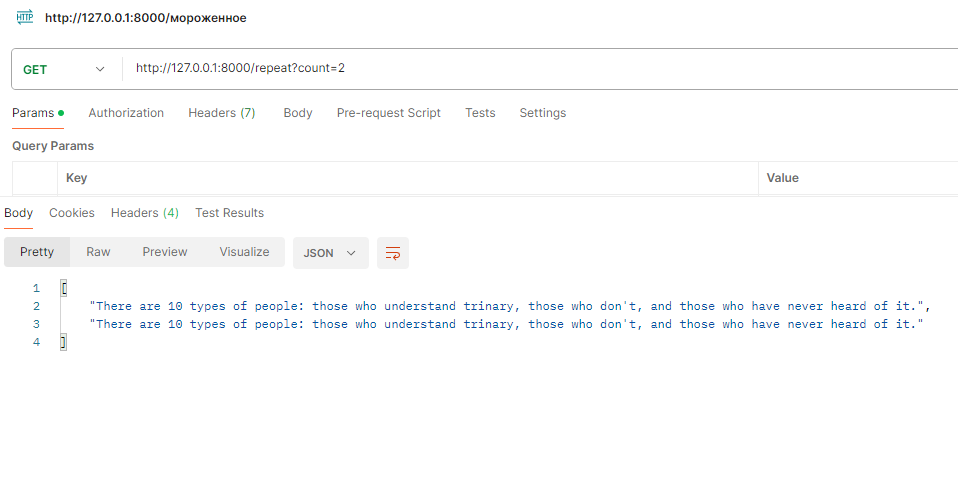 HTTP http://127.0.0.1:8000/мороженное
GET http://127.0.0.1:8000/repeat?count=2
Params Authorization Headers (7) Body Pre-request Script Tests Settings
Query Params
Key Value
Body Cookies Headers (4) Test Results
Pretty Raw Preview Visualize JSON
1 [
2 "There are 10 types of people: those who understand trinary, those who don't, and those who have never heard of it.",
3 "There are 10 types of people: those who understand trinary, those who don't, and those who have never heard of it."
4 ]